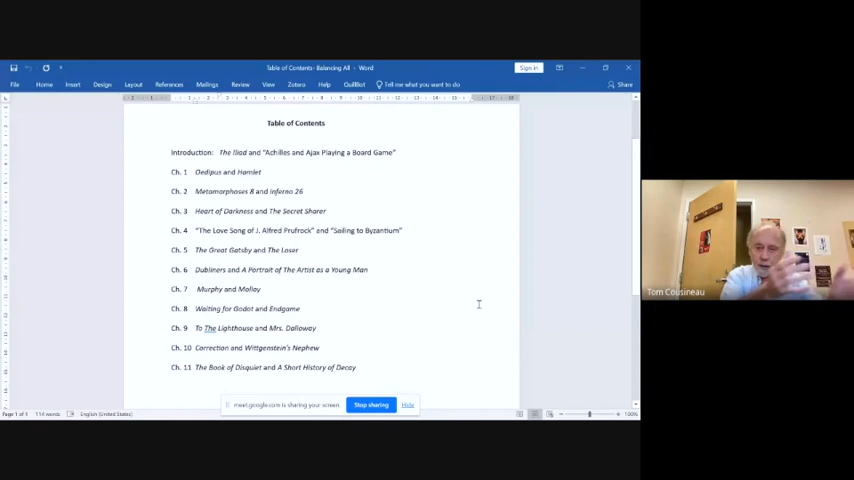 Table of Contents- Balancing All - Word
Sign in
File Home Insert Design Layout References Mailings Review View Zotero Help QuillBot Tell me what you want to do Share
Table of Contents
Introduction: The Iliad and "Achilles and Ajax Playing a Board Game"
Ch. 1 Oedipus and Hamlet
Ch. 2 Metamorphoses 8 and Inferno 26
Ch. 3 Heart of Darkness and The Secret Sharer
Ch. 4 "The Love Song of J. Alfred Prufrock" and "Sailing to Byzantium"
Ch. 5 The Great Gatsby and The Loser
Ch. 6 Dubliners and A Portrait of The Artist as a Young Man
Ch. 7 Murphy and Molloy
Ch. 8 Waiting for Godot and Endgame
Ch. 9 To The Lighthouse and Mrs. Dalloway
Ch. 10 Correction and Wittgenstein's Nephew
Ch. 11 The Book of Disquiet and A Short History of Decay
Tom Cousineau
meet.google.com is sharing your screen. Stop sharing Hide
Page 1 of 1 114 words English (United States) 100%